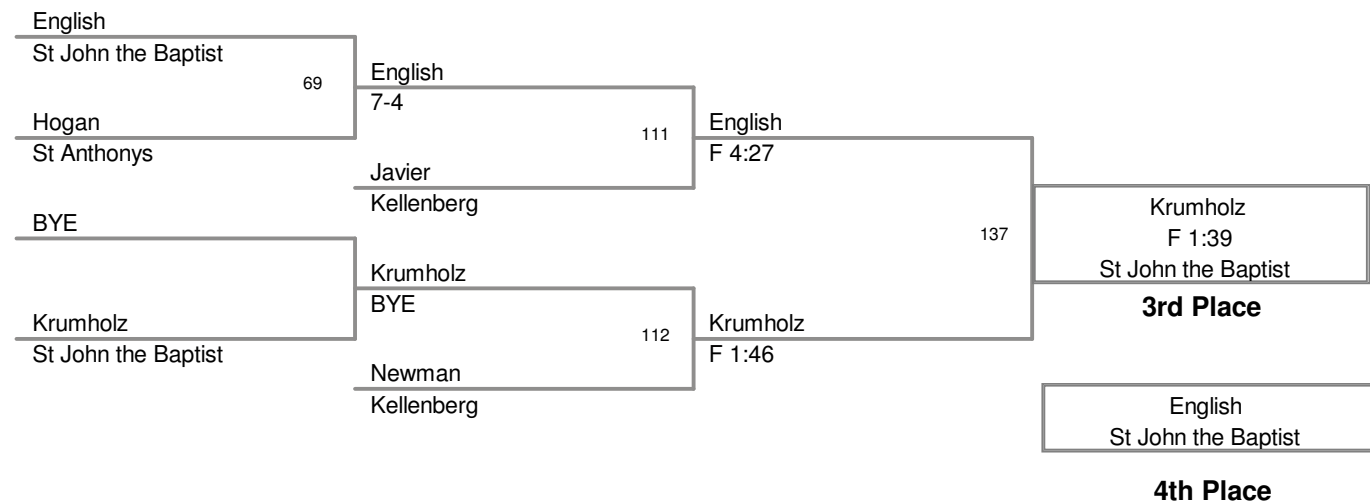 English
St John the Baptist
69
English
7-4
Hogan
St Anthonys
111
English
F 4:27
Javier
Kellenberg
BYE
137
Krumholz
F 1:39
St John the Baptist
3rd Place
Krumholz
BYE
Krumholz
St John the Baptist
112
Krumholz
F 1:46
Newman
Kellenberg
English
St John the Baptist
4th Place